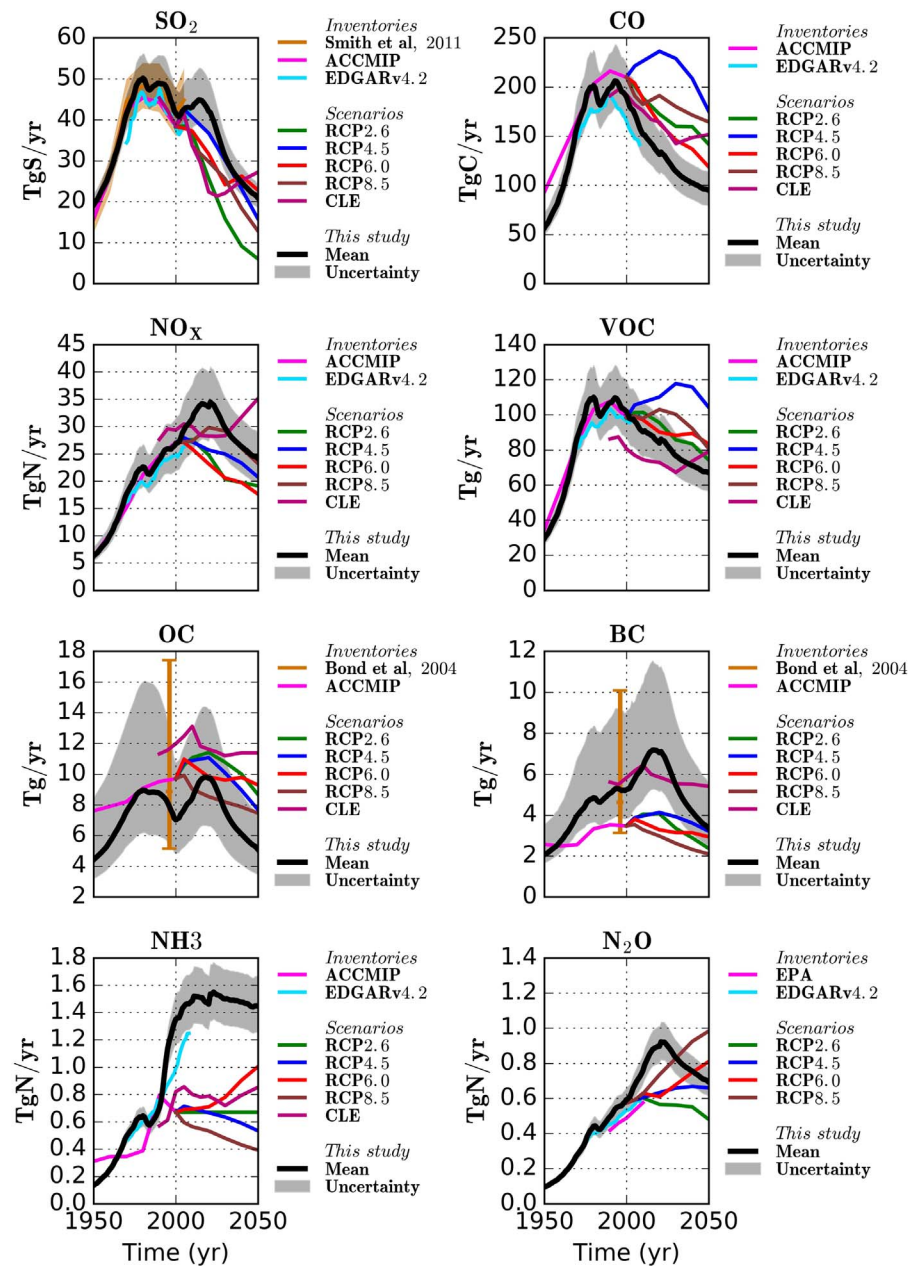 SO₂
TgS/yr
60
50
40
30
20
10
0
Inventories
Smith et al, 2011
ACCMIP
EDGARv4.2
Scenarios
RCP2.6
RCP4.5
RCP6.0
RCP8.5
CLE
This study
Mean
Uncertainty
CO
TgC/yr
250
200
150
100
50
0
Inventories
ACCMIP
EDGARv4.2
Scenarios
RCP2.6
RCP4.5
RCP6.0
RCP8.5
CLE
This study
Mean
Uncertainty
NO_X
TgN/yr
45
40
35
30
25
20
15
10
5
0
Inventories
ACCMIP
EDGARv4.2
Scenarios
RCP2.6
RCP4.5
RCP6.0
RCP8.5
CLE
This study
Mean
Uncertainty
VOC
Tg/yr
140
120
100
80
60
40
20
0
Inventories
ACCMIP
EDGARv4.2
Scenarios
RCP2.6
RCP4.5
RCP6.0
RCP8.5
CLE
This study
Mean
Uncertainty
OC
Tg/yr
18
16
14
12
10
8
6
4
2
Inventories
Bond et al, 2004
ACCMIP
Scenarios
RCP2.6
RCP4.5
RCP6.0
RCP8.5
CLE
This study
Mean
Uncertainty
BC
Tg/yr
12
10
8
6
4
2
0
Inventories
Bond et al, 2004
ACCMIP
Scenarios
RCP2.6
RCP4.5
RCP6.0
RCP8.5
CLE
This study
Mean
Uncertainty
NH3
TgN/yr
1.8
1.6
1.4
1.2
1.0
0.8
0.6
0.4
0.2
0.0
1950 2000 2050
Time (yr)
Inventories
ACCMIP
EDGARv4.2
Scenarios
RCP2.6
RCP4.5
RCP6.0
RCP8.5
CLE
This study
Mean
Uncertainty
N₂O
TgN/yr
1.4
1.2
1.0
0.8
0.6
0.4
0.2
0.0
1950 2000 2050
Time (yr)
Inventories
EPA
EDGARv4.2
Scenarios
RCP2.6
RCP4.5
RCP6.0
RCP8.5
This study
Mean
Uncertainty